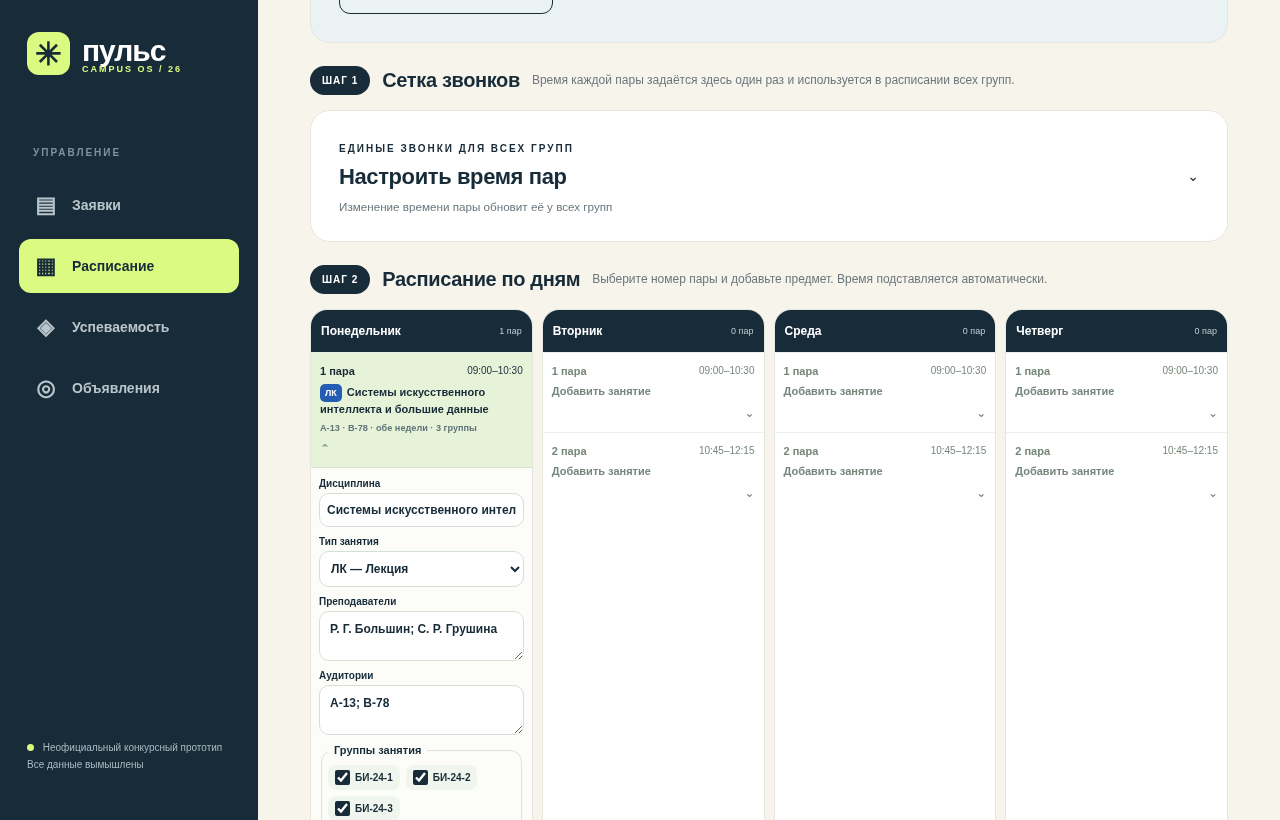 пульс
CAMPUS OS / 26
УПРАВЛЕНИЕ
Заявки
Расписание
Успеваемость
Объявления
Неофициальный конкурсный прототип
Все данные вымышлены
ШАГ 1
Сетка звонков
Время каждой пары задаётся здесь один раз и используется в расписании всех групп.
ЕДИНЫЕ ЗВОНКИ ДЛЯ ВСЕХ ГРУПП
Настроить время пар
Изменение времени пары обновит её у всех групп
ШАГ 2
Расписание по дням
Выберите номер пары и добавьте предмет. Время подставляется автоматически.
Понедельник
1 пар
1 пара
09:00–10:30
ЛК Системы искусственного
интеллекта и большие данные
А-13 · В-78 · обе недели · 3 группы
Дисциплина
Системы искусственного интел
Тип занятия
ЛК — Лекция
Преподаватели
Р. Г. Большин; С. Р. Грушина
Аудитории
А-13; В-78
Группы занятия
БИ-24-1
БИ-24-2
БИ-24-3
Вторник
0 пар
1 пара
09:00–10:30
Добавить занятие
2 пара
10:45–12:15
Добавить занятие
Среда
0 пар
1 пара
09:00–10:30
Добавить занятие
2 пара
10:45–12:15
Добавить занятие
Четверг
0 пар
1 пара
09:00–10:30
Добавить занятие
2 пара
10:45–12:15
Добавить занятие